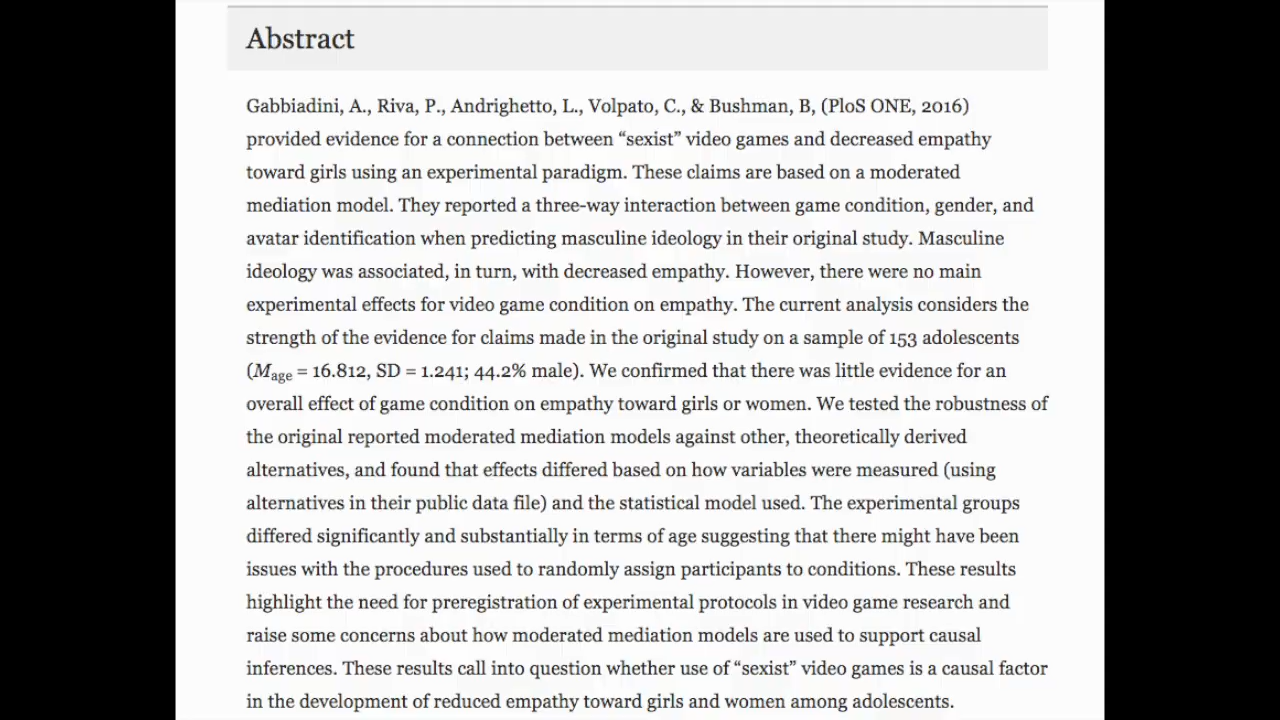 Abstract
Gabbiadini, A., Riva, P., Andrighetto, L., Volpato, C., & Bushman, B, (PloS ONE, 2016)
provided evidence for a connection between “sexist” video games and decreased empathy
toward girls using an experimental paradigm. These claims are based on a moderated
mediation model. They reported a three-way interaction between game condition, gender, and
avatar identification when predicting masculine ideology in their original study. Masculine
ideology was associated, in turn, with decreased empathy. However, there were no main
experimental effects for video game condition on empathy. The current analysis considers the
strength of the evidence for claims made in the original study on a sample of 153 adolescents
(Mage = 16.812, SD = 1.241; 44.2% male). We confirmed that there was little evidence for an
overall effect of game condition on empathy toward girls or women. We tested the robustness of
the original reported moderated mediation models against other, theoretically derived
alternatives, and found that effects differed based on how variables were measured (using
alternatives in their public data file) and the statistical model used. The experimental groups
differed significantly and substantially in terms of age suggesting that there might have been
issues with the procedures used to randomly assign participants to conditions. These results
highlight the need for preregistration of experimental protocols in video game research and
raise some concerns about how moderated mediation models are used to support causal
inferences. These results call into question whether use of “sexist” video games is a causal factor
in the development of reduced empathy toward girls and women among adolescents.